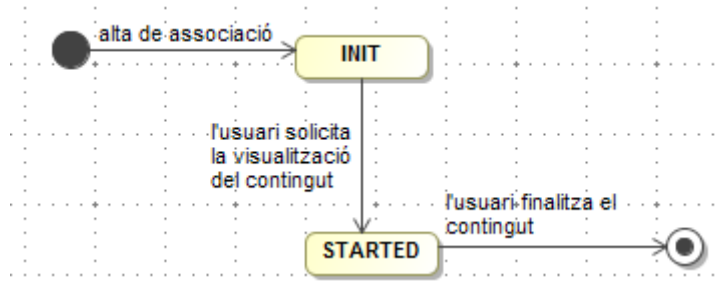 alta de associació
INIT
l'usuari solicita
la visualització
del contingut
l'usuari finalitza el
contingut
STARTED